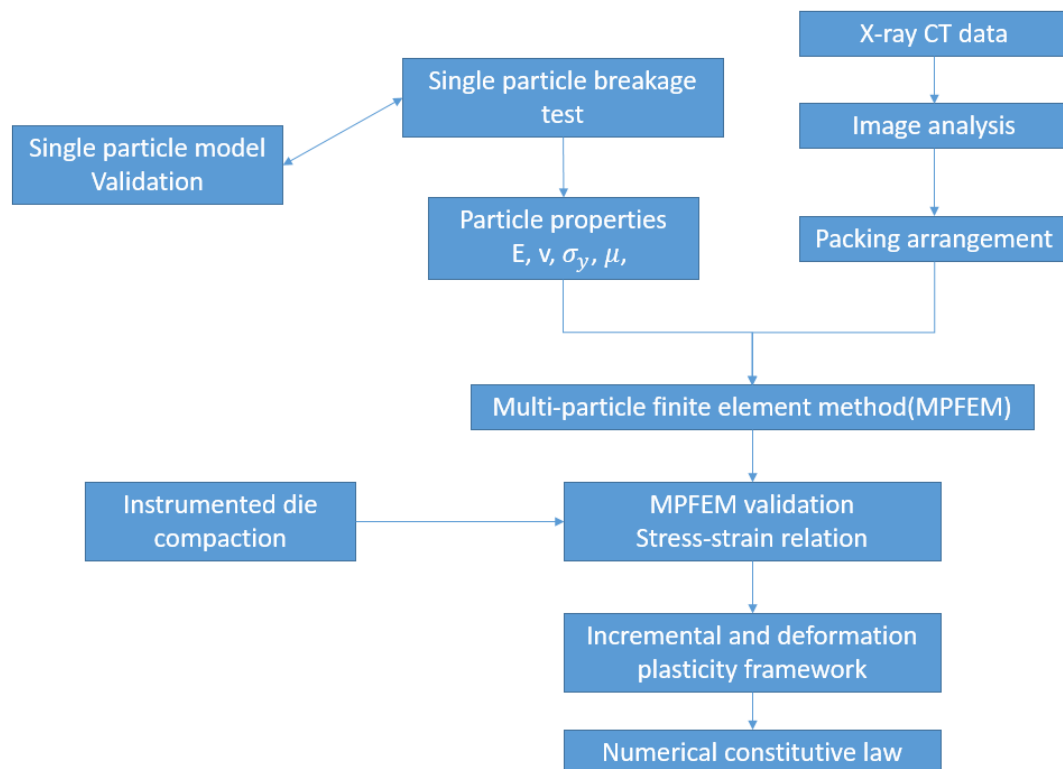 X-ray CT data
Single particle breakage
test
Image analysis
Single particle model
Validation
Particle properties
E, v, σ_y, μ,
Packing arrangement
Multi-particle finite element method(MPFEM)
Instrumented die
compaction
MPFEM validation
Stress-strain relation
Incremental and deformation
plasticity framework
Numerical constitutive law